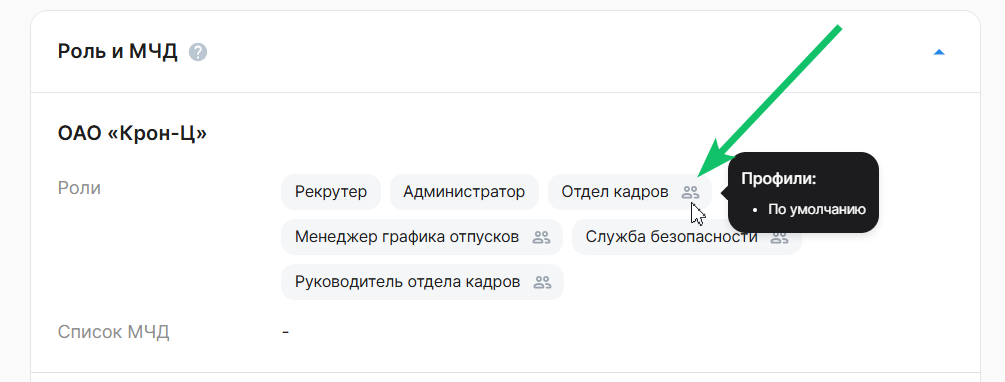 Роль и МЧД ?
ОАО «Крон-Ц»
Роли
Рекрутер
Администратор
Отдел кадров
Профили:
• По умолчанию
Менеджер графика отпусков
Служба безопасности
Руководитель отдела кадров
Список МЧД
-